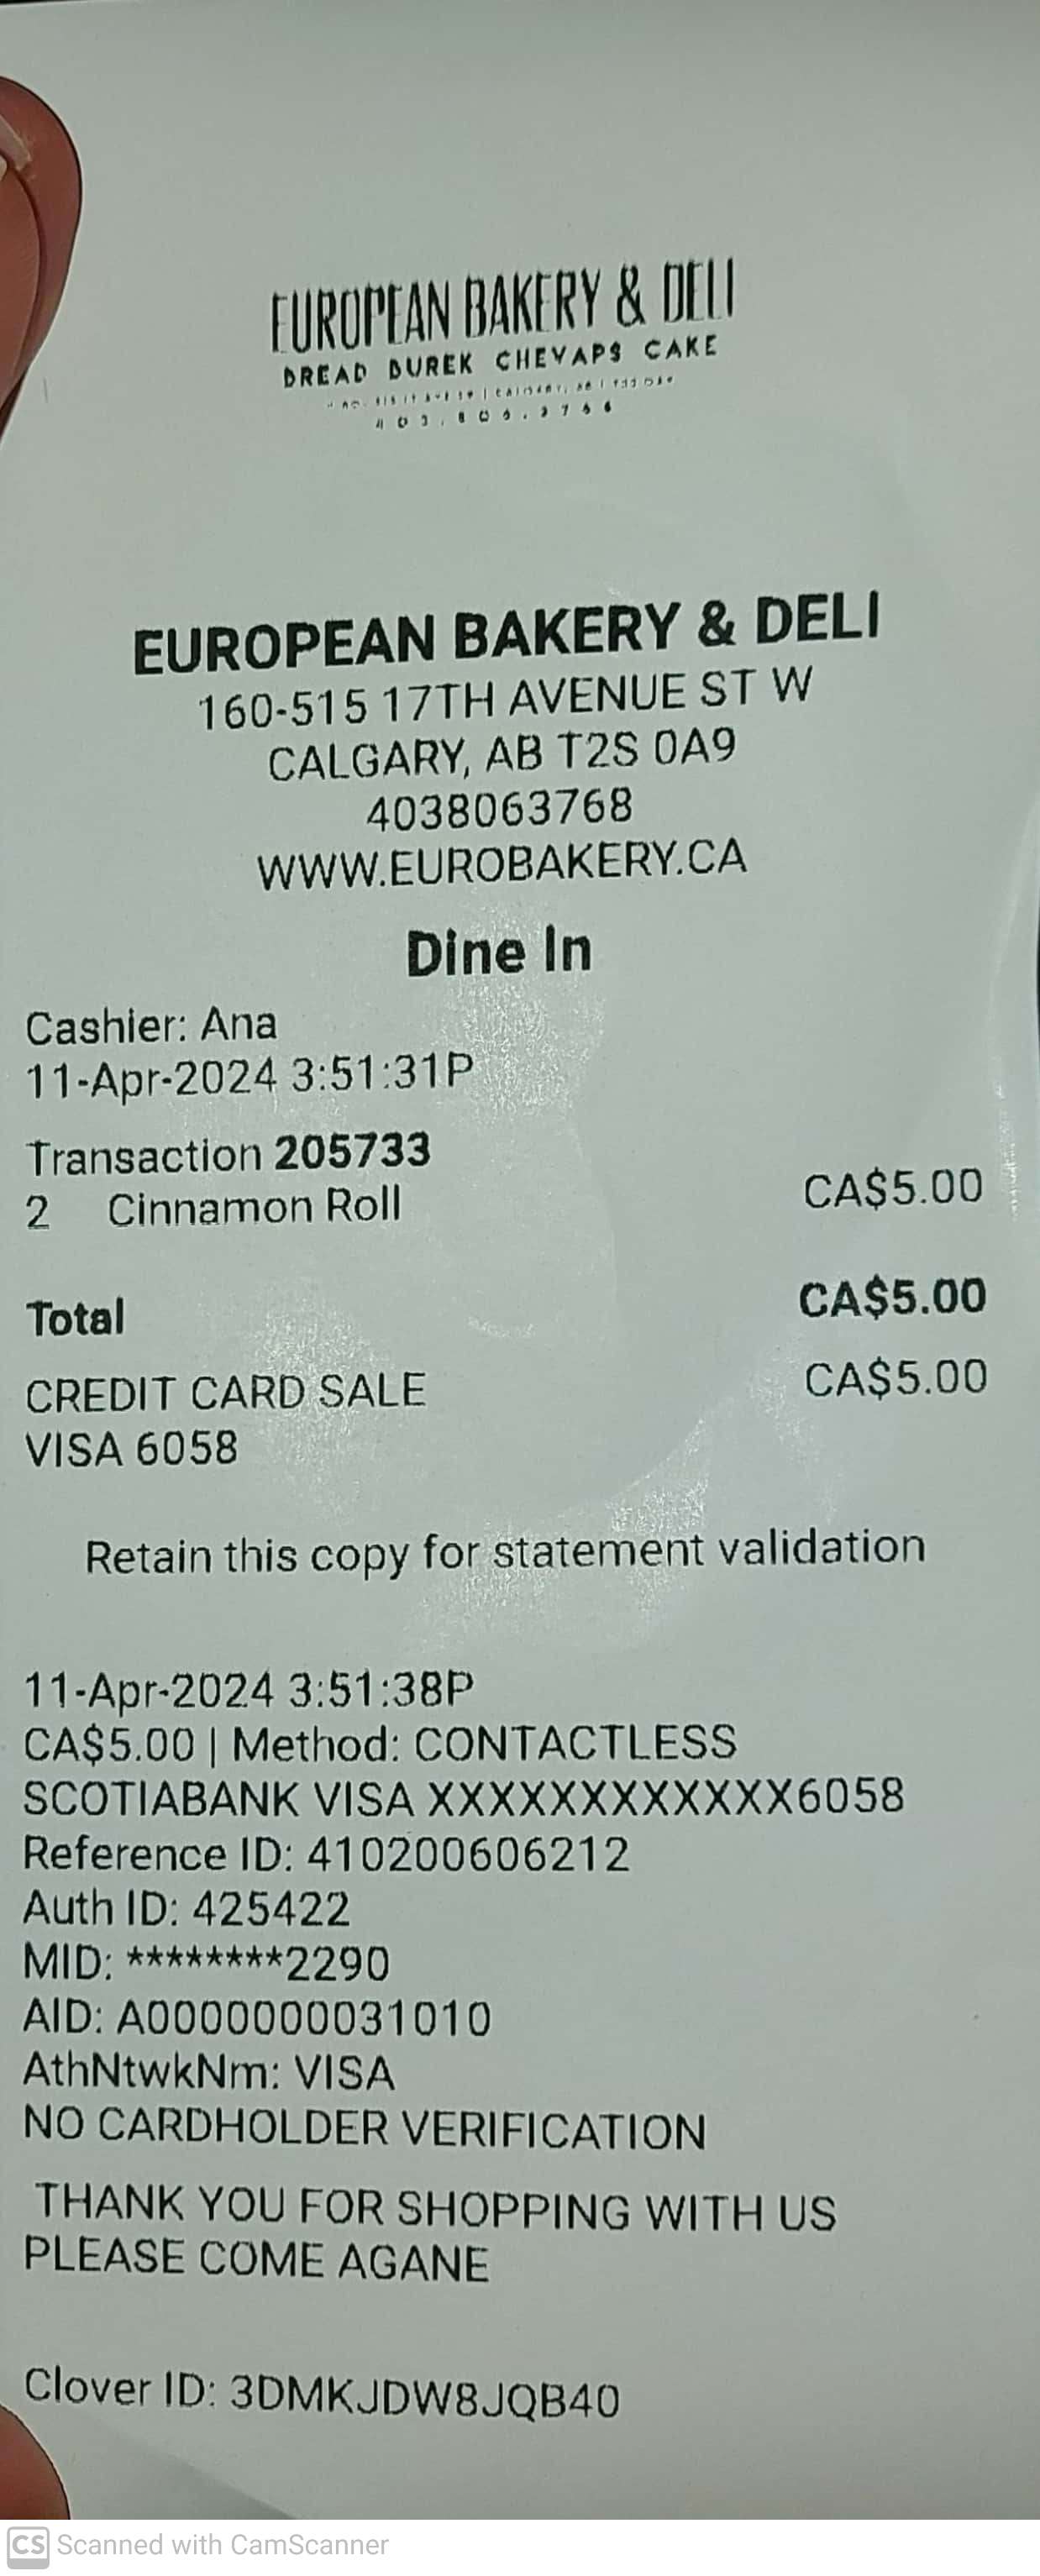 EUROPEAN BAKERY & DELI
BREAD BUREK CHEVAPS CAKE
EUROPEAN BAKERY & DELI
160-515 17TH AVENUE ST W
CALGARY, AB T2S 0A9
4038063768
WWW.EUROBAKERY.CA
Dine In
Cashier: Ana
11-Apr-2024 3:51:31P
Transaction 205733
2 Cinnamon Roll CA$5.00
Total CA$5.00
CREDIT CARD SALE CA$5.00
VISA 6058
Retain this copy for statement validation
11-Apr-2024 3:51:38P
CA$5.00 | Method: CONTACTLESS
SCOTIABANK VISA XXXXXXXXXXXX6058
Reference ID: 410200606212
Auth ID: 425422
MID: ********2290
AID: A0000000031010
AthNtwkNm: VISA
NO CARDHOLDER VERIFICATION
THANK YOU FOR SHOPPING WITH US
PLEASE COME AGANE
Clover ID: 3DMKJDW8JQB40
CS Scanned with CamScanner